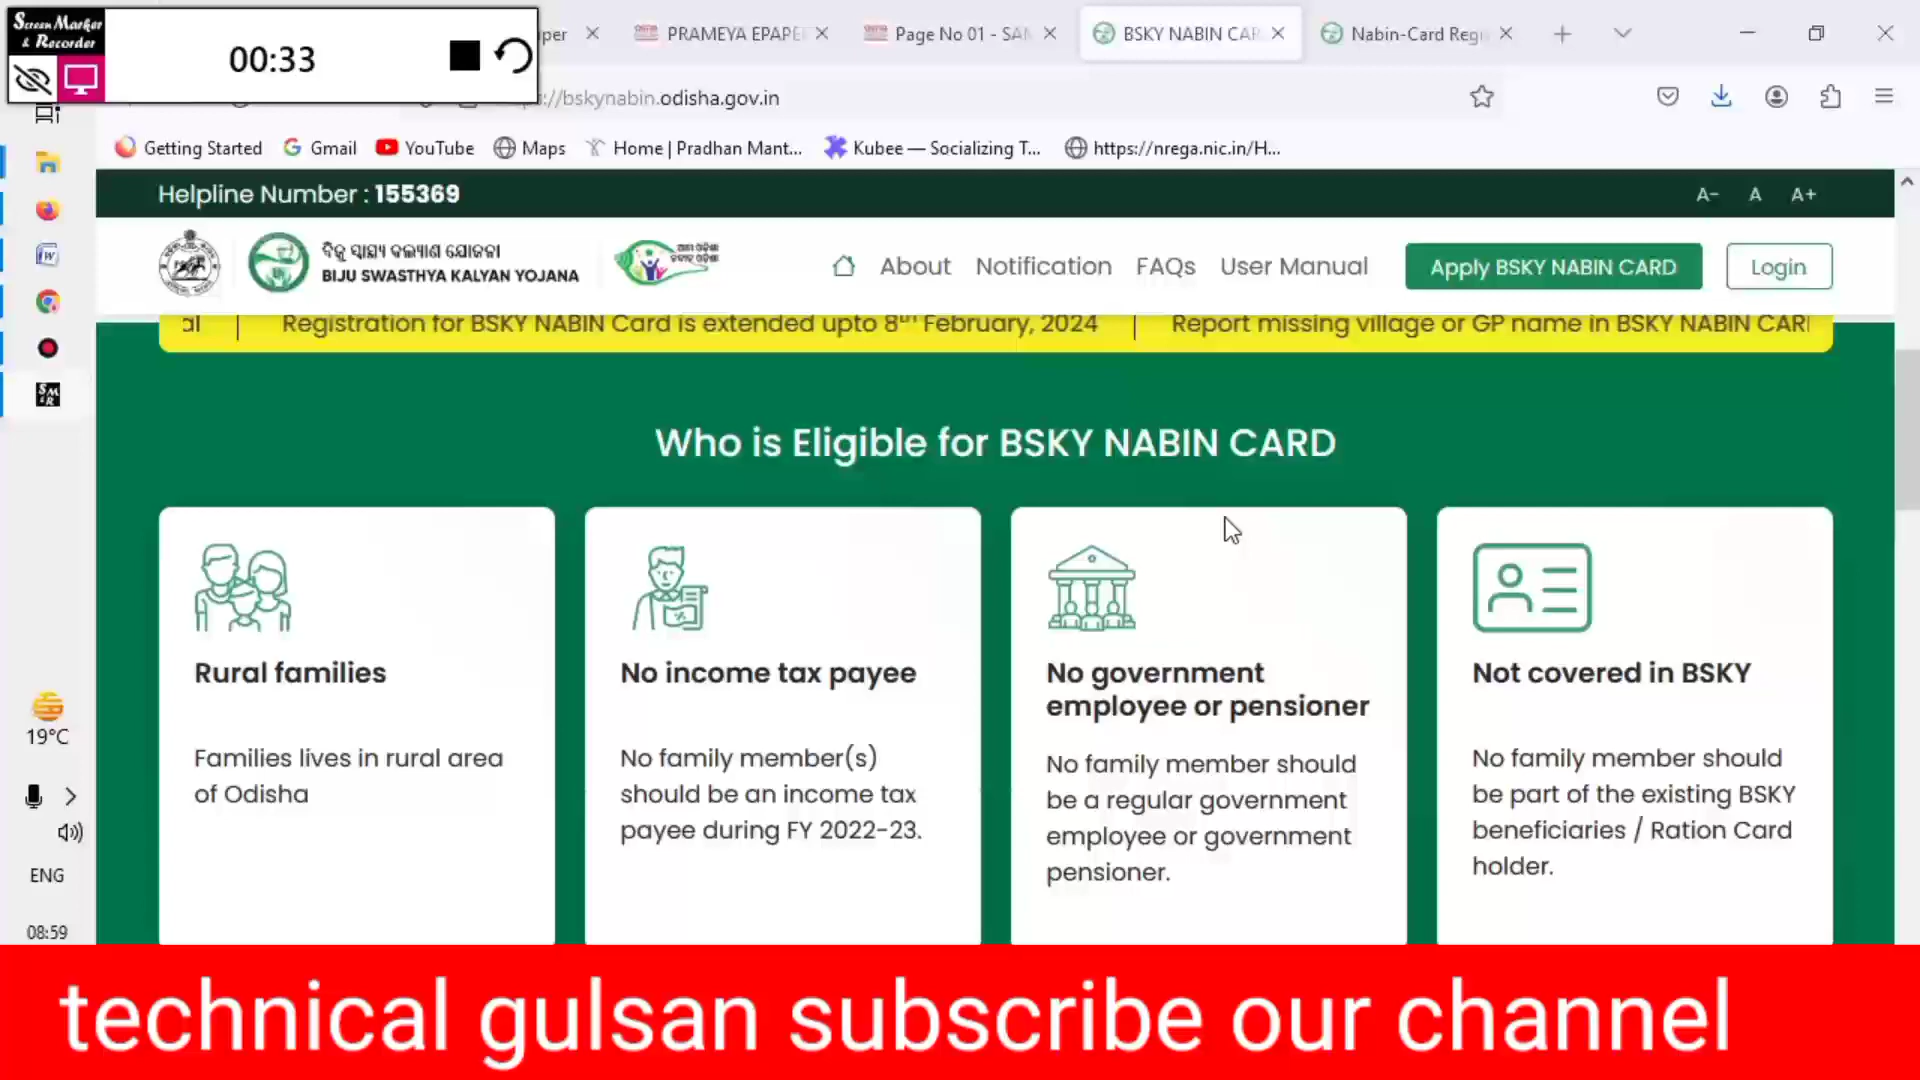 Screen Marker
& Recorder
00:33
PRAMEYA EPAPE
Page No 01 - SAM
BSKY NABIN CAR
Nabin-Card Regi
://bskynabin.odisha.gov.in
Getting Started
Gmail
YouTube
Maps
Home | Pradhan Mant...
Kubee — Socializing T...
https://nrega.nic.in/H...
Helpline Number : 155369
A-
A
A+
ବିଜୁ ସ୍ୱାସ୍ଥ୍ୟ କଲ୍ୟାଣ ଯୋଜନା
BIJU SWASTHYA KALYAN YOJANA
About
Notification
FAQs
User Manual
Apply BSKY NABIN CARD
Login
Registration for BSKY NABIN Card is extended upto 8th February, 2024
Report missing village or GP name in BSKY NABIN CAR
Who is Eligible for BSKY NABIN CARD
Rural families
Families lives in rural area
of Odisha
No income tax payee
No family member(s)
should be an income tax
payee during FY 2022-23.
No government
employee or pensioner
No family member should
be a regular government
employee or government
pensioner.
Not covered in BSKY
No family member should
be part of the existing BSKY
beneficiaries / Ration Card
holder.
19°C
ENG
08:59
technical gulsan subscribe our channel